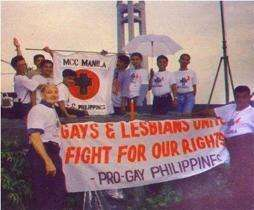 MCC MANILA
PHILIPPINES
GAYS & LESBIANS UNITE
FIGHT FOR OUR RIGHTS
- PRO-GAY PHILIPPINES